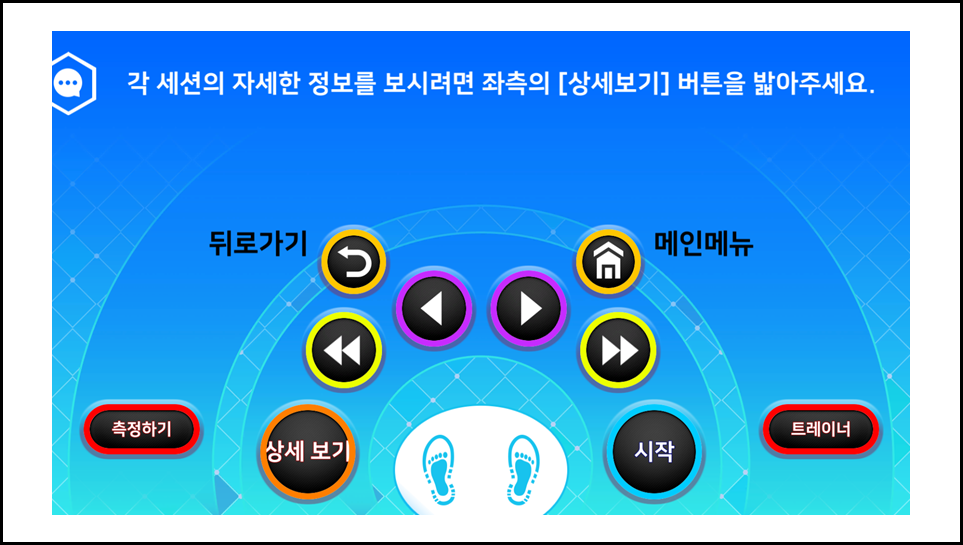 각 세션의 자세한 정보를 보시려면 좌측의 [상세보기] 버튼을 밟아주세요.
뒤로가기
메인메뉴
측정하기
상세 보기
시작
트레이너